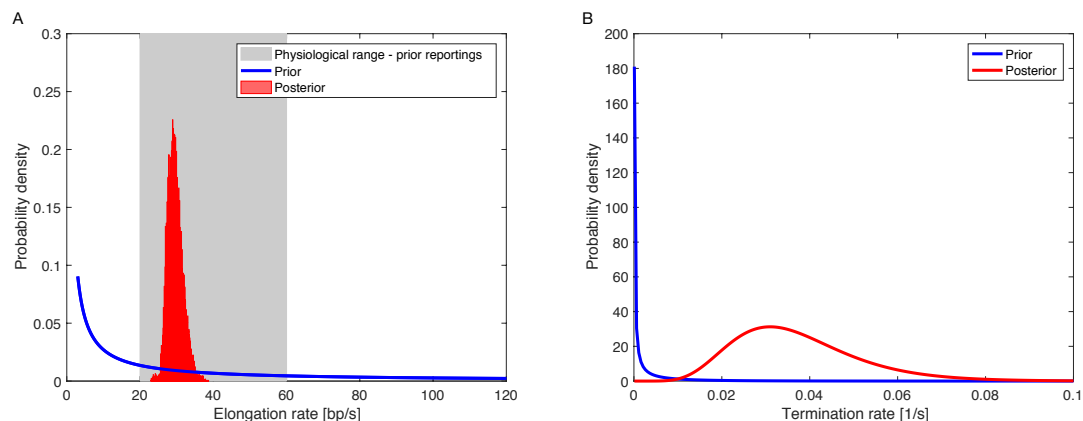 A
0.3
0.25
0.2
0.15
0.1
0.05
0
Probability density
Physiological range - prior reportings
Prior
Posterior
0 20 40 60 80 100 120
Elongation rate [bp/s]
B
200
180
160
140
120
100
80
60
40
20
0
Probability density
Prior
Posterior
0 0.02 0.04 0.06 0.08 0.1
Termination rate [1/s]